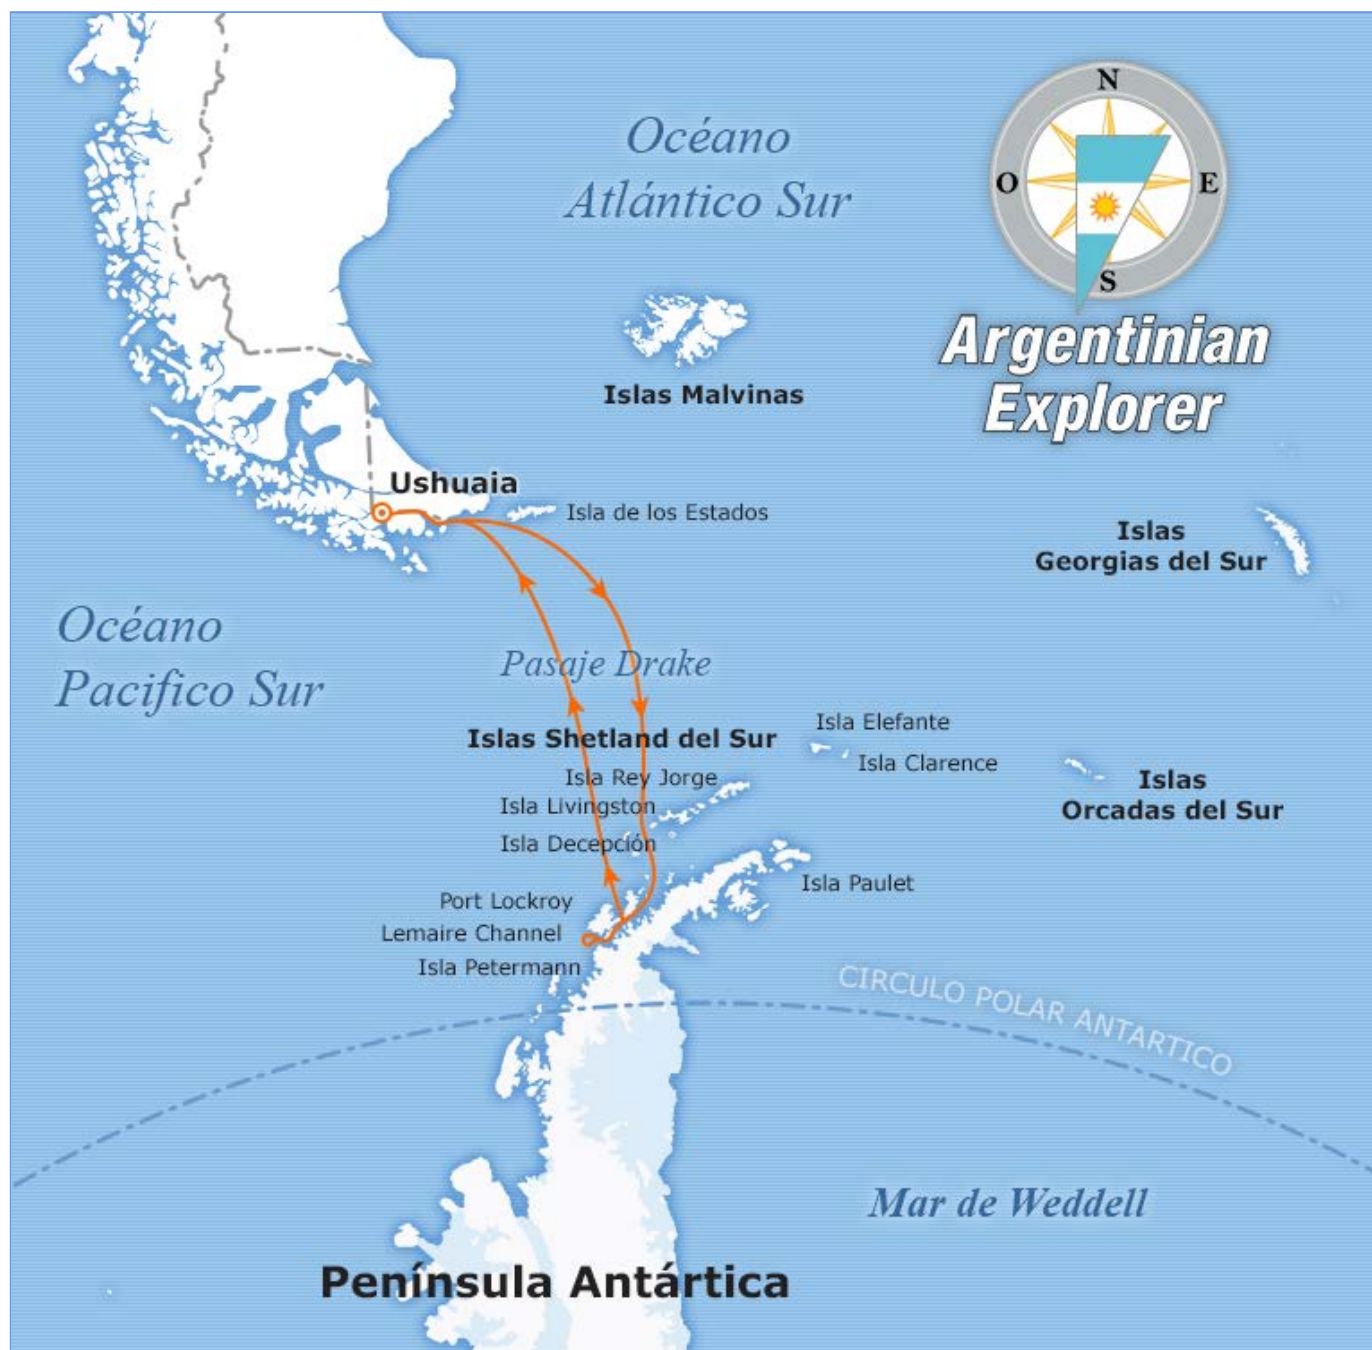 N
O
E
S
Argentinian
Explorer
Océano
Atlántico Sur
Islas Malvinas
Ushuaia
Isla de los Estados
Islas
Georgias del Sur
Océano
Pacifico Sur
Pasaje Drake
Islas Shetland del Sur
Isla Elefante
Isla Clarence
Isla Rey Jorge
Isla Livingston
Islas
Orcadas del Sur
Isla Decepción
Isla Paulet
Port Lockroy
Lemaire Channel
Isla Petermann
CIRCULO POLAR ANTARTICO
Mar de Weddell
Península Antártica